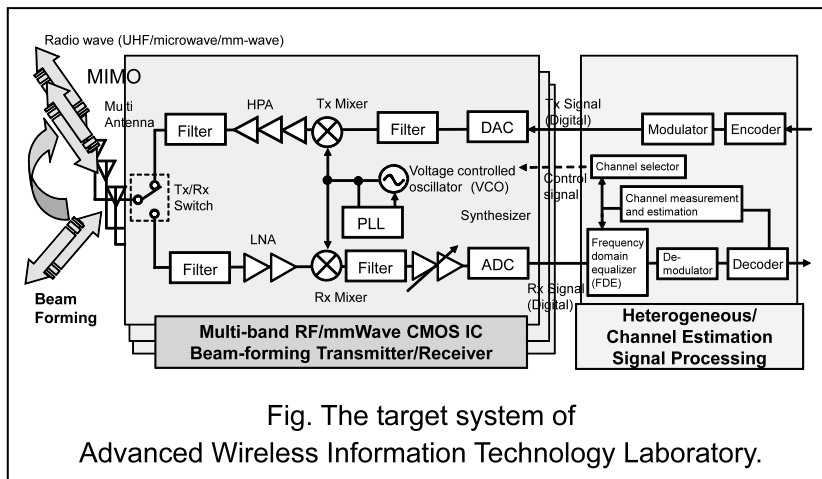 Radio wave (UHF/microwave/mm-wave)
MIMO
Multi
Antenna
Filter
HPA
Tx Mixer
Filter
DAC
Tx Signal
(Digital)
Modulator
Encoder
Tx/Rx
Switch
Voltage controlled
oscillator (VCO)
PLL
Synthesizer
Control
signal
Channel selector
Channel measurement
and estimation
LNA
Filter
Rx Mixer
Filter
ADC
Rx Signal
(Digital)
Frequency
domain
equalizer
(FDE)
De-
modulator
Decoder
Beam
Forming
Multi-band RF/mmWave CMOS IC
Beam-forming Transmitter/Receiver
Heterogeneous/
Channel Estimation
Signal Processing
Fig. The target system of
Advanced Wireless Information Technology Laboratory.